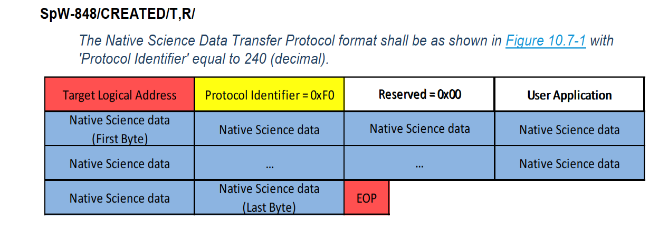 SpW-848/CREATED/T,R/
The Native Science Data Transfer Protocol format shall be as shown in Figure 10.7-1 with
'Protocol Identifier' equal to 240 (decimal).
Target Logical Address Protocol Identifier = 0xF0 Reserved = 0x00 User Application
Native Science data
(First Byte) Native Science data Native Science data Native Science data
Native Science data ... ... Native Science data
Native Science data Native Science data
(Last Byte) EOP